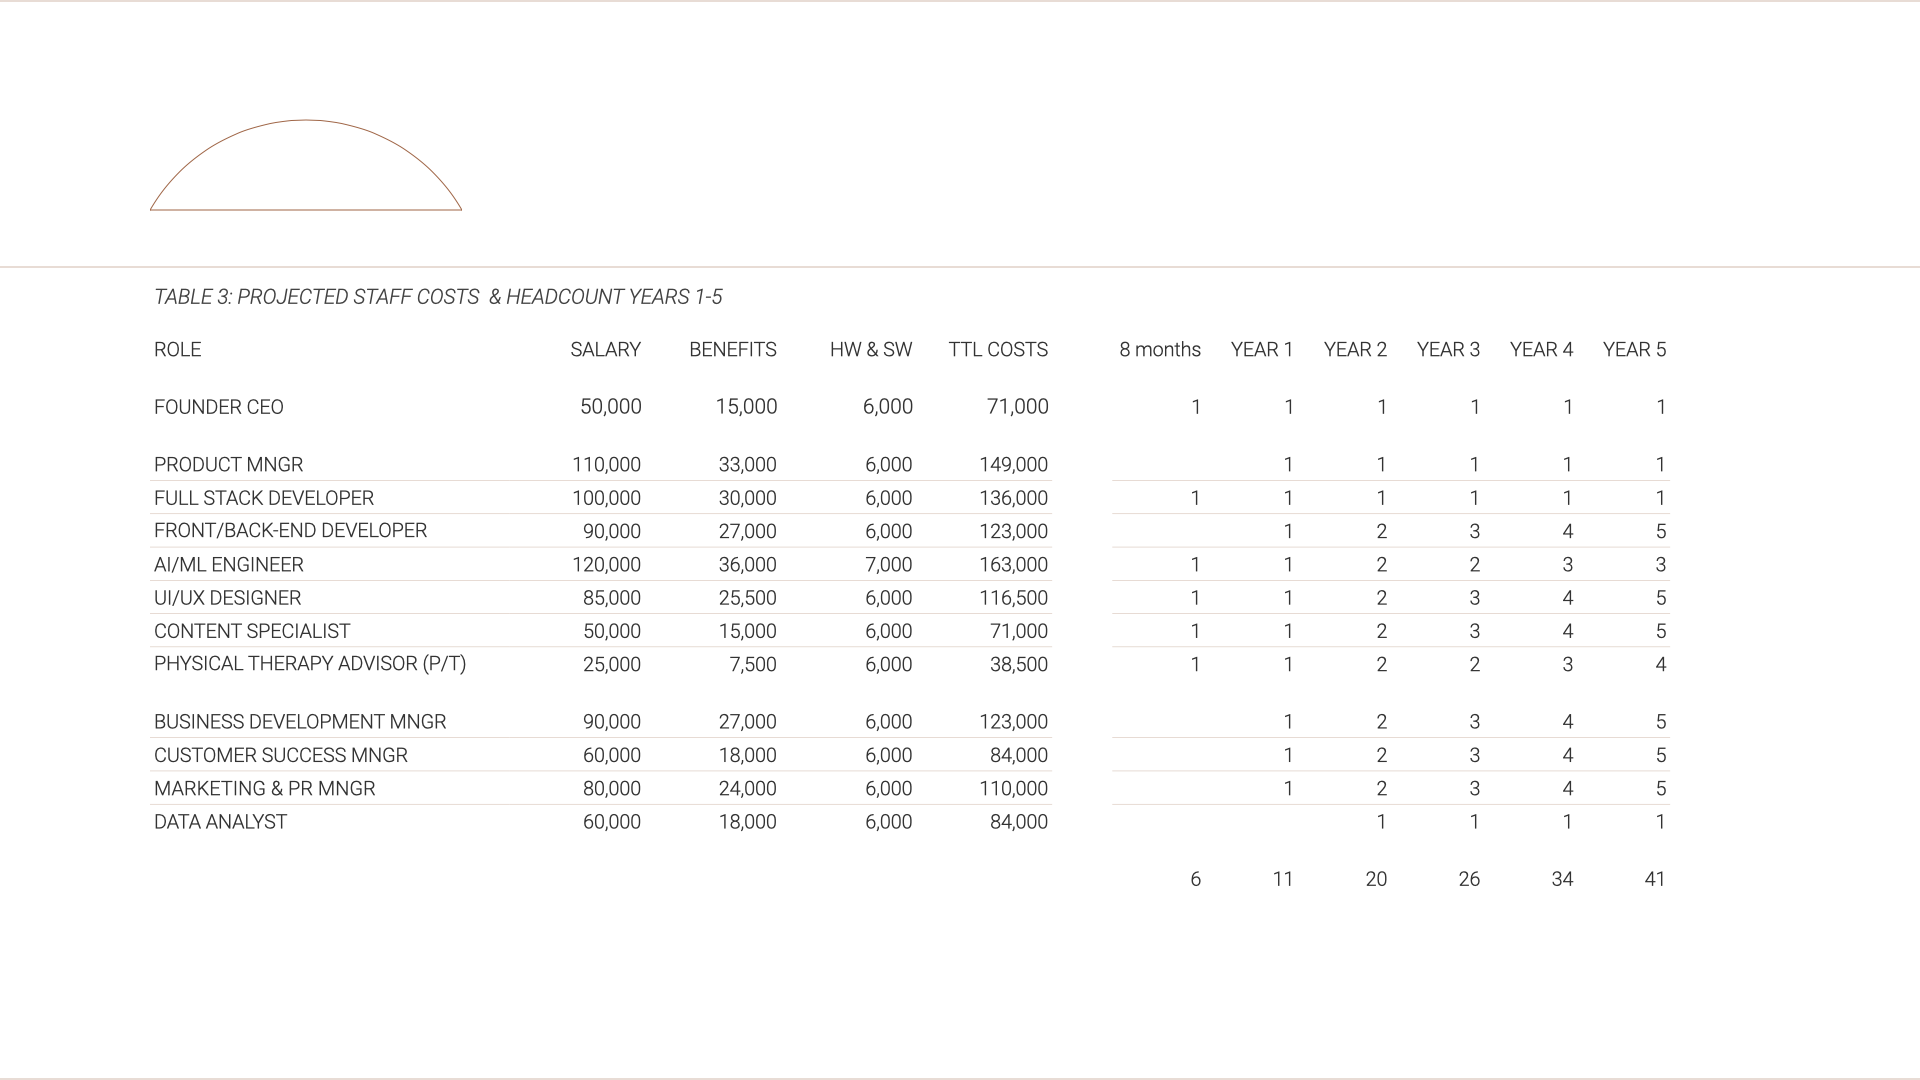 TABLE 3: PROJECTED STAFF COSTS & HEADCOUNT YEARS 1-5
ROLE SALARY BENEFITS HW & SW TTL COSTS 8 months YEAR 1 YEAR 2 YEAR 3 YEAR 4 YEAR 5
FOUNDER CEO 50,000 15,000 6,000 71,000 1 1 1 1 1 1
PRODUCT MNGR 110,000 33,000 6,000 149,000 1 1 1 1 1
FULL STACK DEVELOPER 100,000 30,000 6,000 136,000 1 1 1 1 1 1
FRONT/BACK-END DEVELOPER 90,000 27,000 6,000 123,000 1 2 3 4 5
AI/ML ENGINEER 120,000 36,000 7,000 163,000 1 1 2 2 3 3
UI/UX DESIGNER 85,000 25,500 6,000 116,500 1 1 2 3 4 5
CONTENT SPECIALIST 50,000 15,000 6,000 71,000 1 1 2 3 4 5
PHYSICAL THERAPY ADVISOR (P/T) 25,000 7,500 6,000 38,500 1 1 2 2 3 4
BUSINESS DEVELOPMENT MNGR 90,000 27,000 6,000 123,000 1 2 3 4 5
CUSTOMER SUCCESS MNGR 60,000 18,000 6,000 84,000 1 2 3 4 5
MARKETING & PR MNGR 80,000 24,000 6,000 110,000 1 2 3 4 5
DATA ANALYST 60,000 18,000 6,000 84,000 1 1 1 1
6 11 20 26 34 41